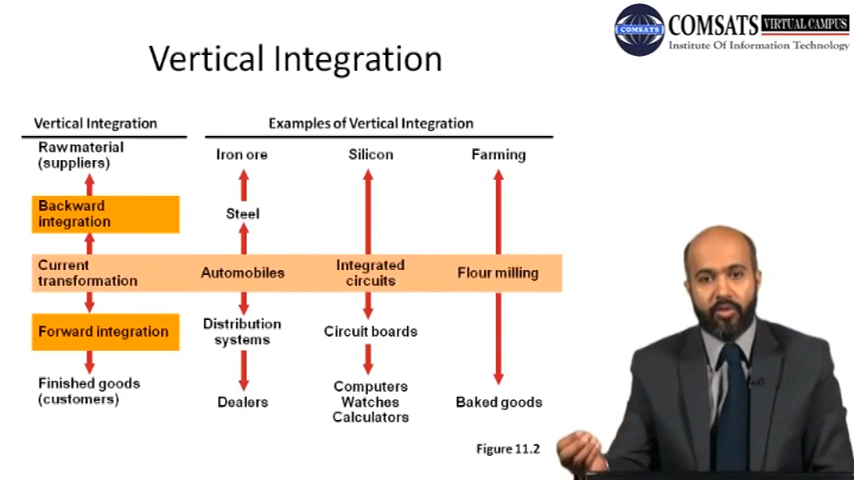 COMSATS
COMSATS VIRTUAL CAMPUS
Institute Of Information Technology
Vertical Integration
Vertical Integration
Examples of Vertical Integration
Raw material
(suppliers)
Iron ore
Silicon
Farming
Backward
integration
Steel
Current
transformation
Automobiles
Integrated
circuits
Flour milling
Forward integration
Distribution
systems
Circuit boards
Finished goods
(customers)
Dealers
Computers
Watches
Calculators
Baked goods
Figure 11.2